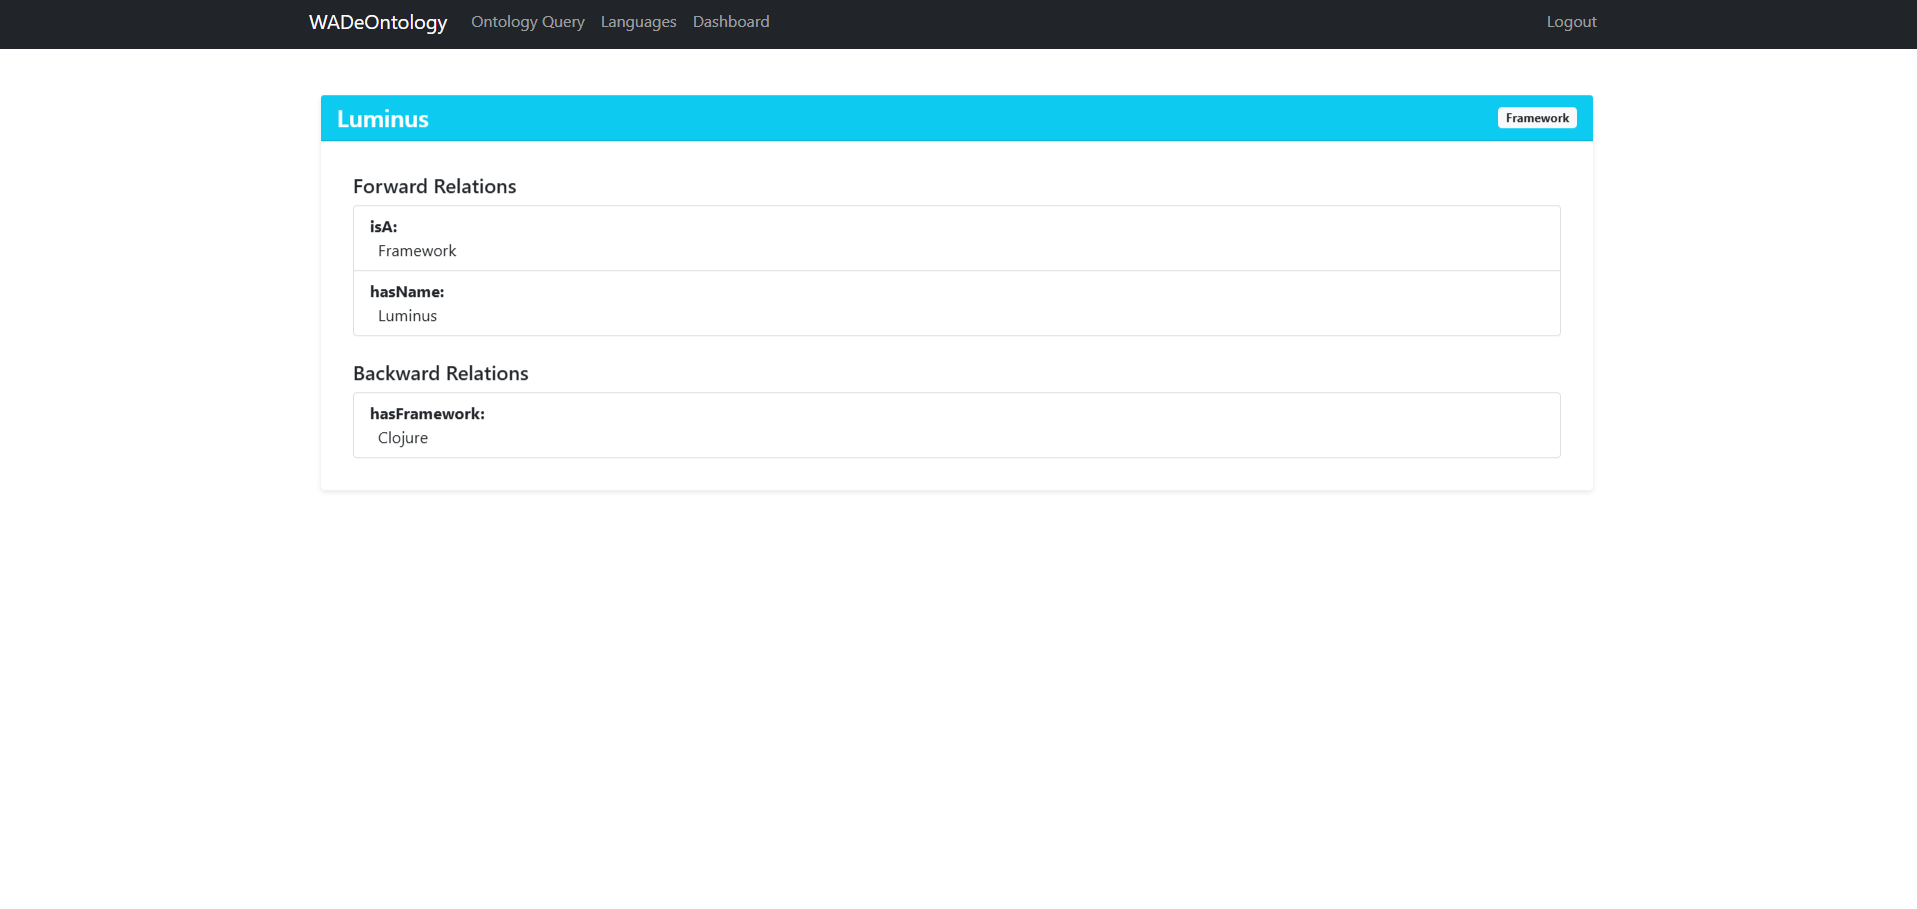 WADeOntology Ontology Query Languages Dashboard Logout
Luminus Framework
Forward Relations
isA:
Framework
hasName:
Luminus
Backward Relations
hasFramework:
Clojure